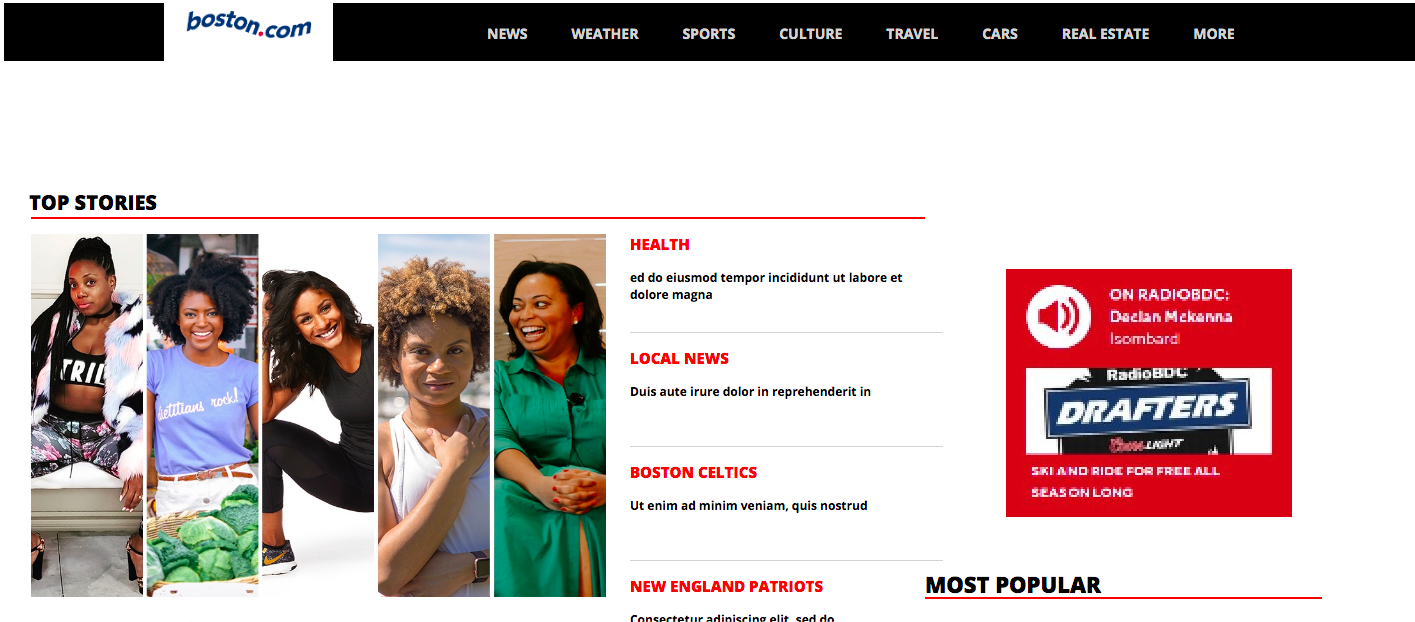 boston.com
NEWS WEATHER SPORTS CULTURE TRAVEL CARS REAL ESTATE MORE
TOP STORIES
TRIB
dietitians rock!
HEALTH
ed do eiusmod tempor incididunt ut labore et
dolore magna
LOCAL NEWS
Duis aute irure dolor in reprehenderit in
BOSTON CELTICS
Ut enim ad minim veniam, quis nostrud
NEW ENGLAND PATRIOTS
Consectetur adipiscing elit, sed do
ON RADIOBDC:
Declan Mckenna
Isombard
RadioBDC
DRAFTERS
Coors LIGHT
SKI AND RIDE FOR FREE ALL
SEASON LONG
MOST POPULAR